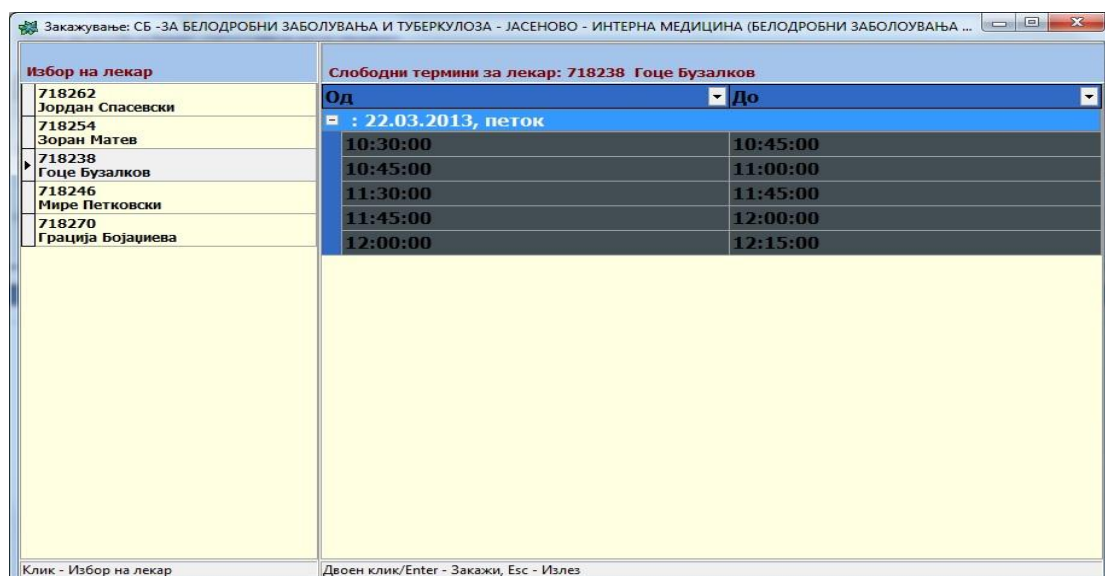 Закажување: СБ -ЗА БЕЛОДРОБНИ ЗАБОЛУВАЊА И ТУБЕРКУЛОЗА - ЈАСЕНОВО - ИНТЕРНА МЕДИЦИНА (БЕЛОДРОБНИ ЗАБОЛОУВАЊА ...
Избор на лекар
718262
Јордан Спасевски
718254
Зоран Матев
718238
Гоце Бузалков
718246
Мире Петковски
718270
Грација Бојаџиева
Клик - Избор на лекар
Слободни термини за лекар: 718238 Гоце Бузалков
Од До
: 22.03.2013, петок
10:30:00 10:45:00
10:45:00 11:00:00
11:30:00 11:45:00
11:45:00 12:00:00
12:00:00 12:15:00
Двоен клик/Enter - Закажи, Esc - Излез